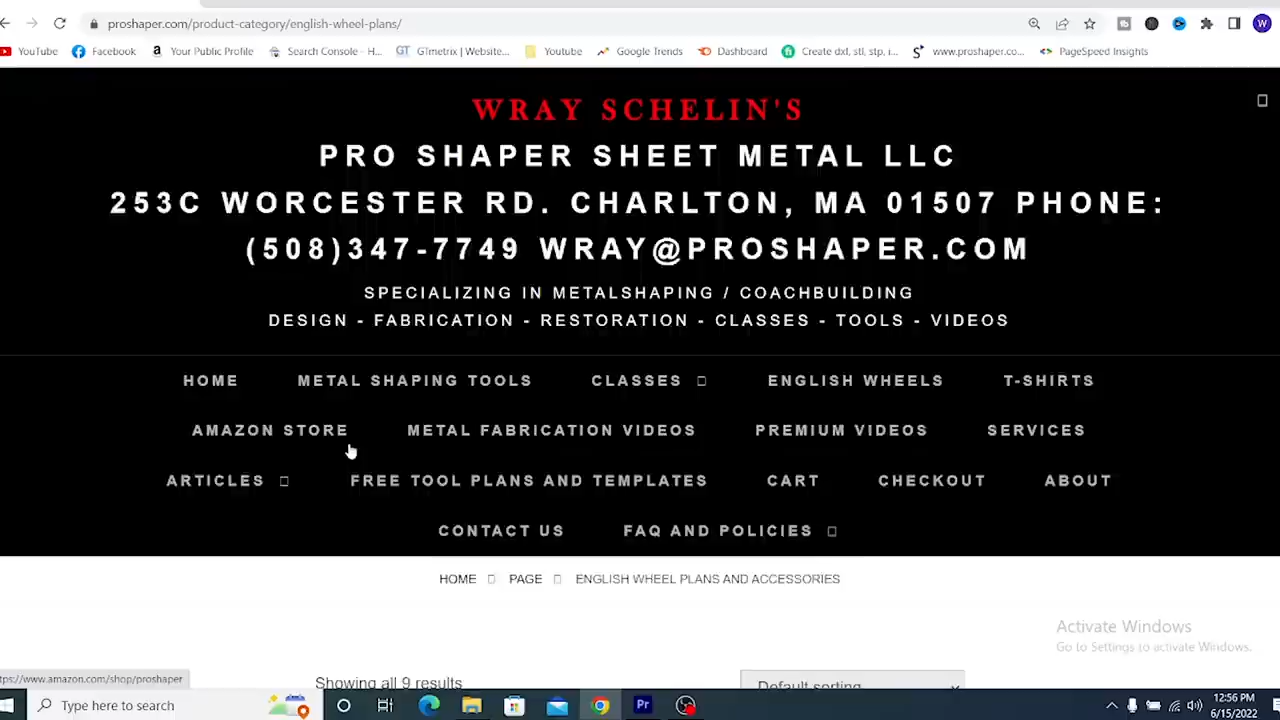 proshaper.com/product-category/english-wheel-plans/
W
YouTube
Facebook
a Your Public Profile
Search Console - H...
GT GTmetrix | Website...
Youtube
Google Trends
Dashboard
Create dxf, stl, stp, i...
www.proshaper.co...
PageSpeed Insights
WRAY SCHELIN'S
PRO SHAPER SHEET METAL LLC
253C WORCESTER RD. CHARLTON, MA 01507 PHONE:
(508)347-7749 WRAY@PROSHAPER.COM
SPECIALIZING IN METALSHAPING / COACHBUILDING
DESIGN - FABRICATION - RESTORATION - CLASSES - TOOLS - VIDEOS
HOME METAL SHAPING TOOLS CLASSES ENGLISH WHEELS T-SHIRTS
AMAZON STORE METAL FABRICATION VIDEOS PREMIUM VIDEOS SERVICES
ARTICLES FREE TOOL PLANS AND TEMPLATES CART CHECKOUT ABOUT
CONTACT US FAQ AND POLICIES
HOME PAGE ENGLISH WHEEL PLANS AND ACCESSORIES
Activate Windows
Go to Settings to activate Windows.
ttps://www.amazon.com/shop/proshaper
Showing all 9 results
Default sorting
Type here to search
Pr
12:56 PM
6/15/2022